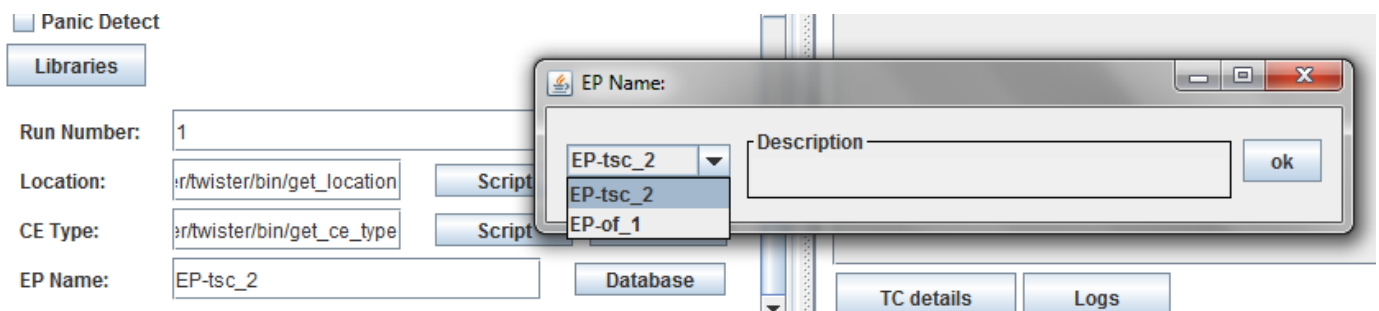 Panic Detect
Libraries
EP Name:
Run Number: 1
EP-tsc_2
Description
ok
Location: er/twister/bin/get_location Script
EP-tsc_2
EP-of_1
CE Type: er/twister/bin/get_ce_type Script
EP Name: EP-tsc_2 Database
TC details Logs